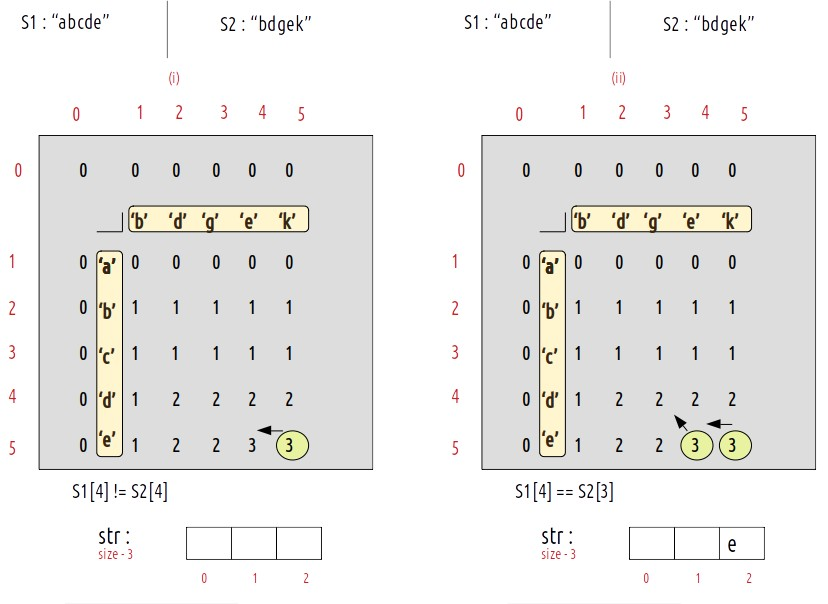 S1 : “abcde” S2 : “bdgek”
(i)
0 1 2 3 4 5
0 0 0 0 0 0 0
‘b’ ‘d’ ‘g’ ‘e’ ‘k’
1 0 ‘a’ 0 0 0 0 0
2 0 ‘b’ 1 1 1 1 1
3 0 ‘c’ 1 1 1 1 1
4 0 ‘d’ 1 2 2 2 2
5 0 ‘e’ 1 2 2 3 3
S1[4] != S2[4]
str :
size - 3
0 1 2
S1 : “abcde” S2 : “bdgek”
(ii)
0 1 2 3 4 5
0 0 0 0 0 0 0
‘b’ ‘d’ ‘g’ ‘e’ ‘k’
1 0 ‘a’ 0 0 0 0 0
2 0 ‘b’ 1 1 1 1 1
3 0 ‘c’ 1 1 1 1 1
4 0 ‘d’ 1 2 2 2 2
5 0 ‘e’ 1 2 2 3 3
S1[4] == S2[3]
str : e
size - 3
0 1 2